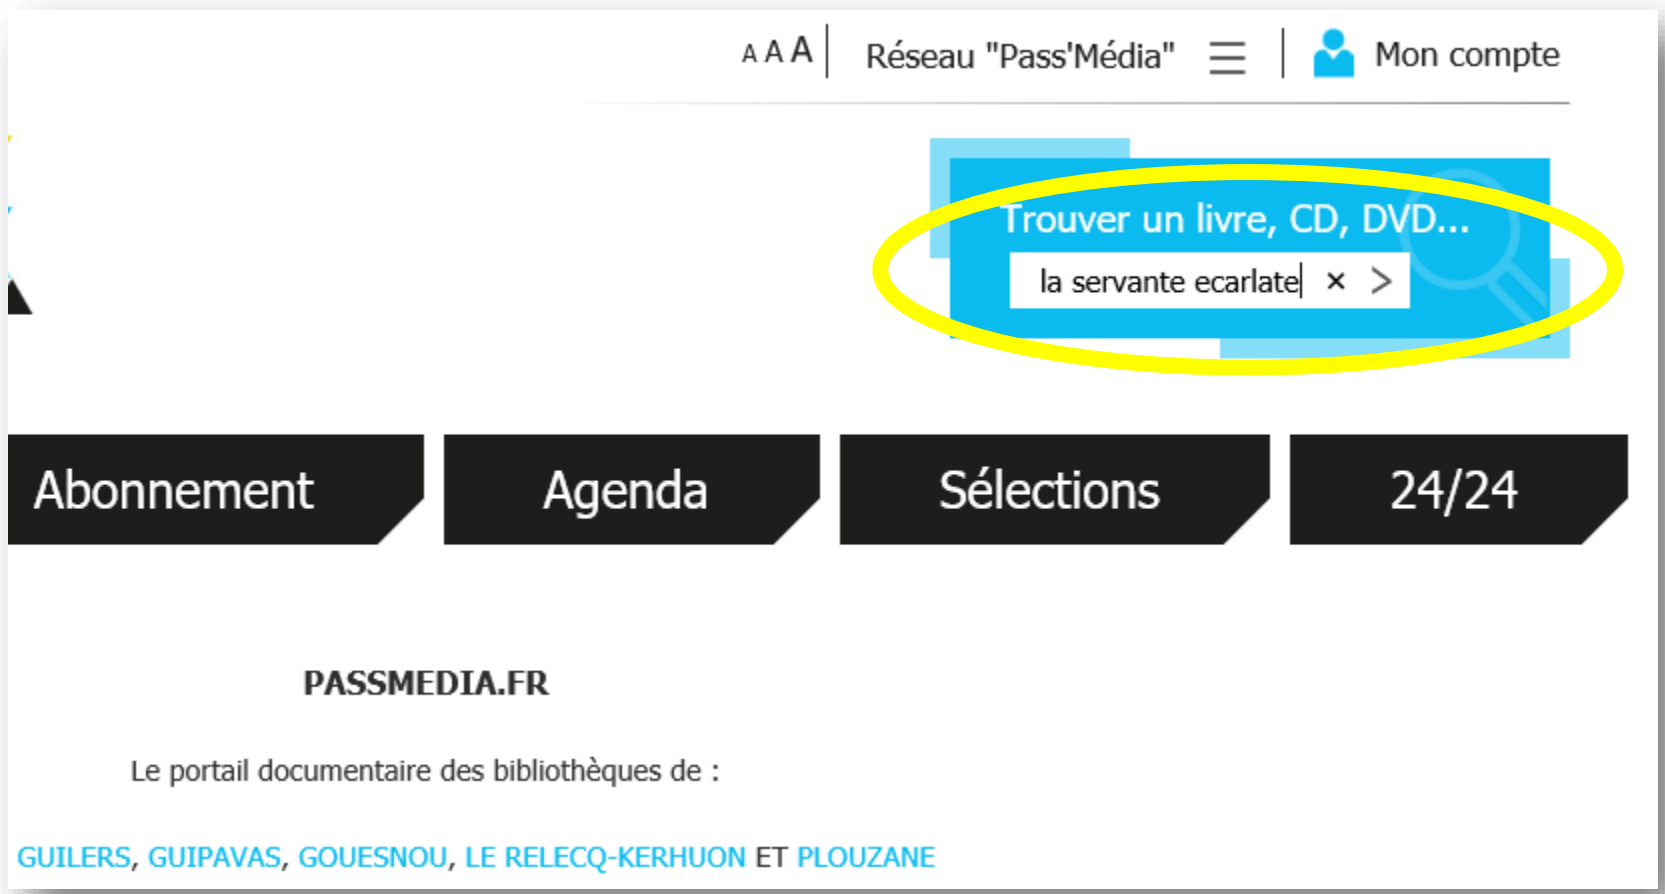 A A A Réseau "Pass'Média" Mon compte
Trouver un livre, CD, DVD...
la servante ecarlate × >
Abonnement Agenda Sélections 24/24
PASSMEDIA.FR
Le portail documentaire des bibliothèques de :
GUILERS, GUIPAVAS, GOUESNOU, LE RELECQ-KERHUON ET PLOUZANE